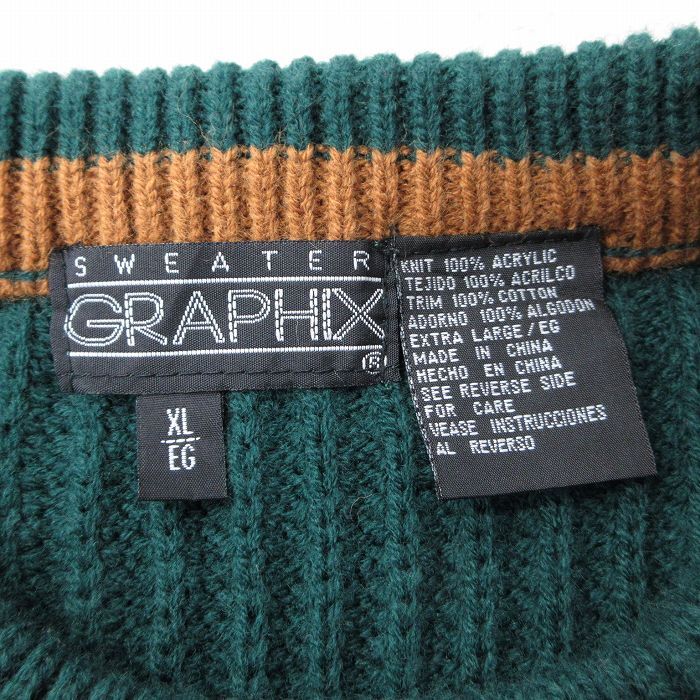 SWEATER
GRAPHIX
®
XL
EG
KNIT 100% ACRYLIC
TEJIDO 100% ACRILCO
TRIM 100% COTTON
ADORNO 100% ALGODON
EXTRA LARGE/EG
MADE IN CHINA
HECHO EN CHINA
SEE REVERSE SIDE
FOR CARE
VEASE INSTRUCCIONES
AL REVERSO